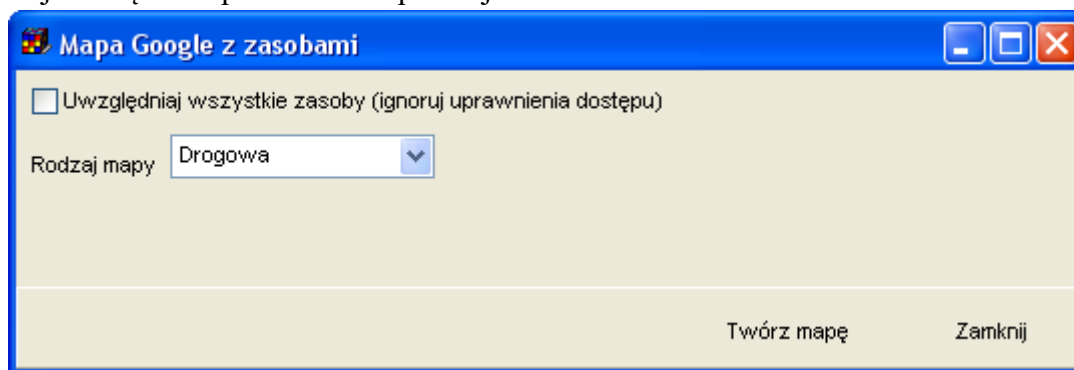 Mapa Google z zasobami
Uwzględniaj wszystkie zasoby (ignoruj uprawnienia dostępu)
Rodzaj mapy Drogowa
Twórz mapę Zamknij